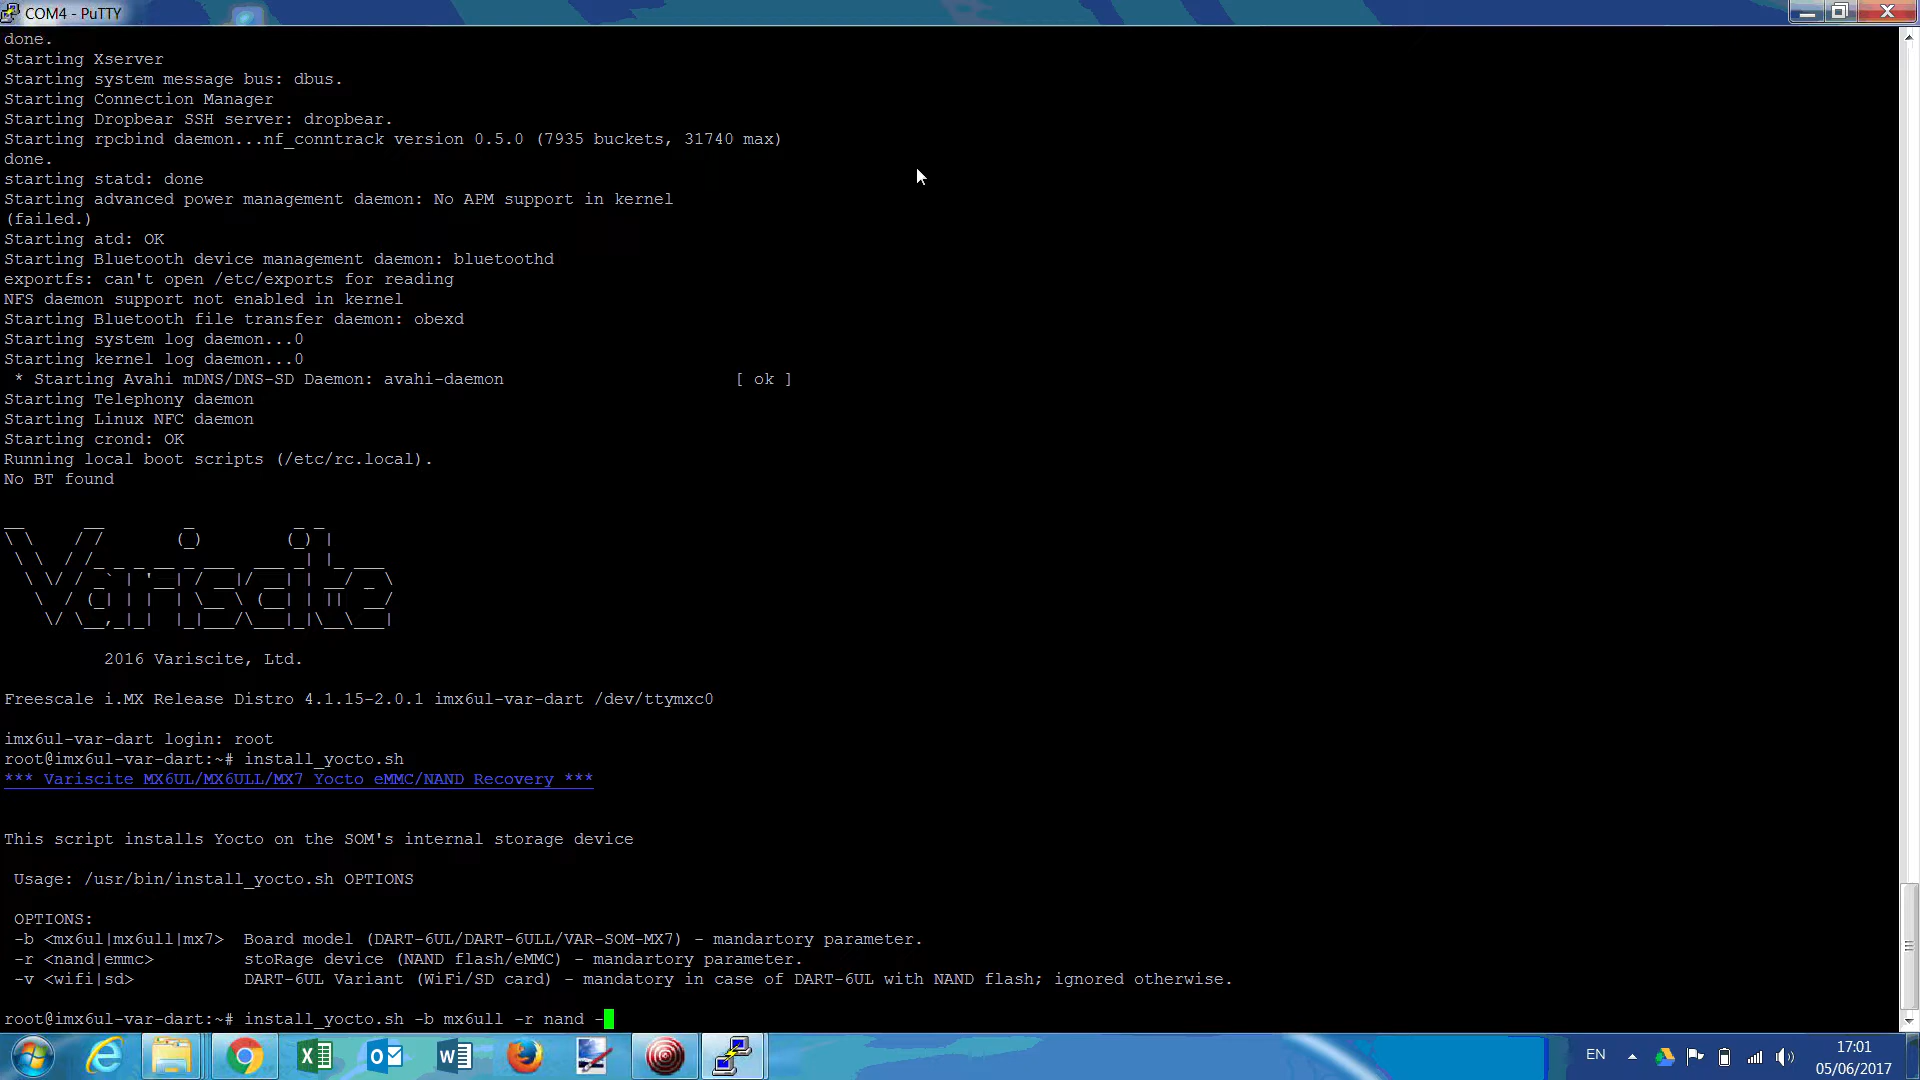 COM4 - PuTTY
done.
Starting Xserver
Starting system message bus: dbus.
Starting Connection Manager
Starting Dropbear SSH server: dropbear.
Starting rpcbind daemon...nf_conntrack version 0.5.0 (7935 buckets, 31740 max)
done.
starting statd: done
Starting advanced power management daemon: No APM support in kernel
(failed.)
Starting atd: OK
Starting Bluetooth device management daemon: bluetoothd
exportfs: can't open /etc/exports for reading
NFS daemon support not enabled in kernel
Starting Bluetooth file transfer daemon: obexd
Starting system log daemon...0
Starting kernel log daemon...0
 * Starting Avahi mDNS/DNS-SD Daemon: avahi-daemon                       [ ok ]
Starting Telephony daemon
Starting Linux NFC daemon
Starting crond: OK
Running local boot scripts (/etc/rc.local).
No BT found
Variscite
2016 Variscite, Ltd.
Freescale i.MX Release Distro 4.1.15-2.0.1 imx6ul-var-dart /dev/ttymxc0
imx6ul-var-dart login: root
root@imx6ul-var-dart:~# install_yocto.sh
*** Variscite MX6UL/MX6ULL/MX7 Yocto eMMC/NAND Recovery ***
This script installs Yocto on the SOM's internal storage device
Usage: /usr/bin/install_yocto.sh OPTIONS
OPTIONS:
-b <mx6ul|mx6ull|mx7>  Board model (DART-6UL/DART-6ULL/VAR-SOM-MX7) - mandartory parameter.
-r <nand|emmc>         stoRage device (NAND flash/eMMC) - mandartory parameter.
-v <wifi|sd>           DART-6UL Variant (WiFi/SD card) - mandatory in case of DART-6UL with NAND flash; ignored otherwise.
root@imx6ul-var-dart:~# install_yocto.sh -b mx6ull -r nand -
EN
17:01
05/06/2017